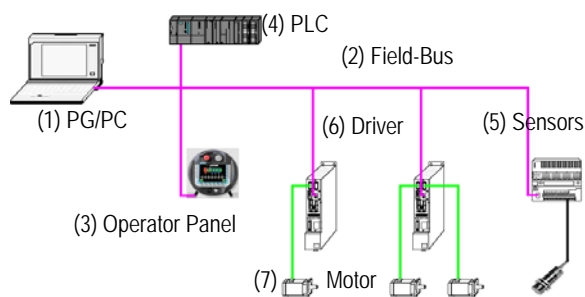 (4) PLC
(2) Field-Bus
(1) PG/PC
(6) Driver
(5) Sensors
(3) Operator Panel
(7) Motor